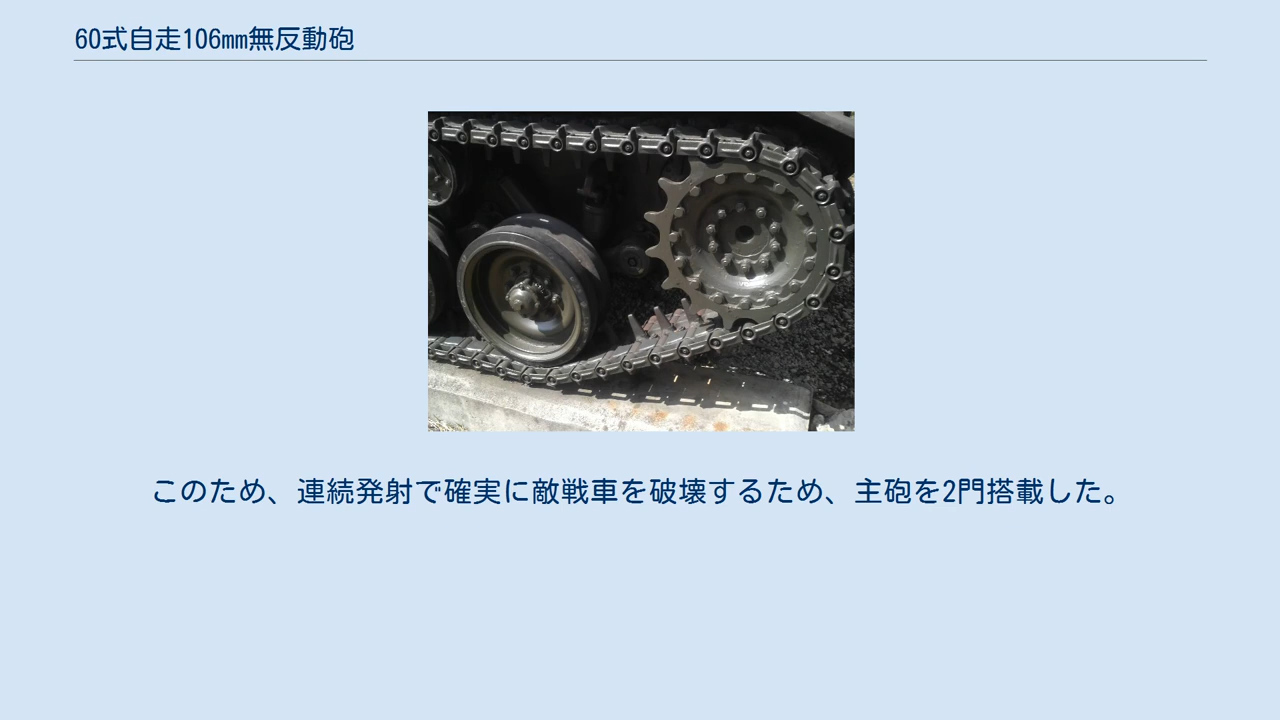 60式自走106mm無反動砲
このため、連続発射で確実に敵戦車を破壊するため、主砲を2門搭載した。